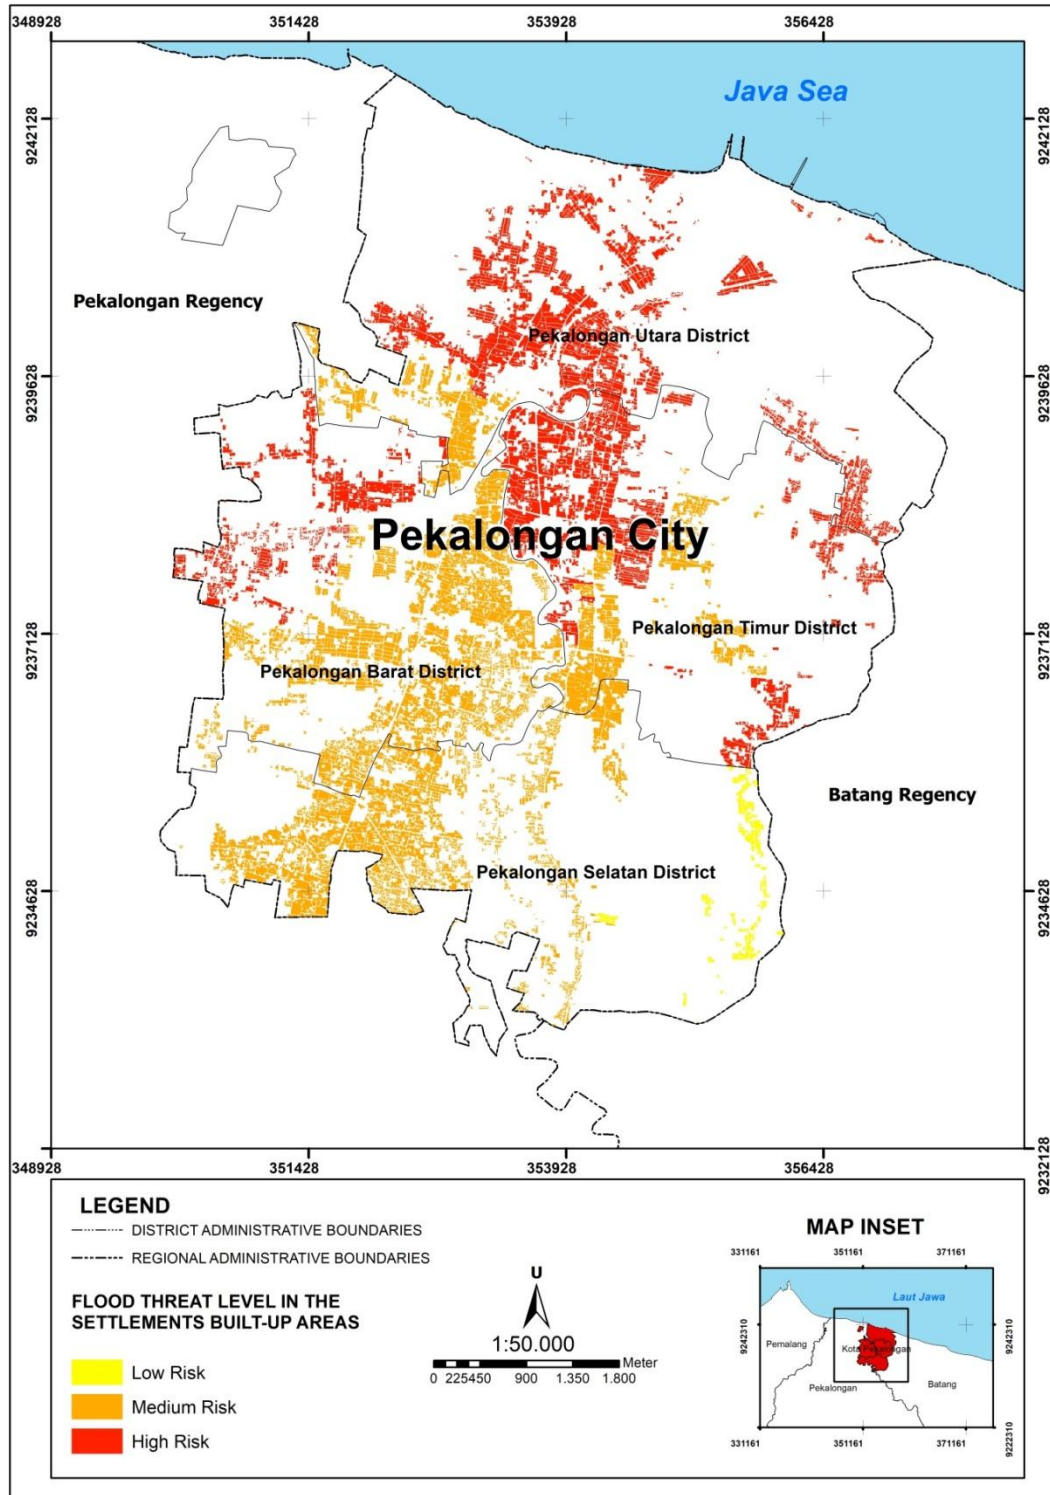 348928 351428 353928 356428
Java Sea
9242128 9242128
Pekalongan Regency
Pekalongan Utara District
9239628 9239628
Pekalongan City
Pekalongan Timur District
9237128 9237128
Pekalongan Barat District
Batang Regency
Pekalongan Selatan District
9234628 9234628
9232128
348928 351428 353928 356428
LEGEND
DISTRICT ADMINISTRATIVE BOUNDARIES
REGIONAL ADMINISTRATIVE BOUNDARIES
FLOOD THREAT LEVEL IN THE
SETTLEMENTS BUILT-UP AREAS
Low Risk
Medium Risk
High Risk
U
1:50.000
Meter
0 225450 900 1.350 1.800
MAP INSET
331161 351161 371161
Laut Jawa
9242310 9242310
Pemalang
Kota Pekalongan
Pekalongan
Batang
9222310 9222310
331161 351161 371161